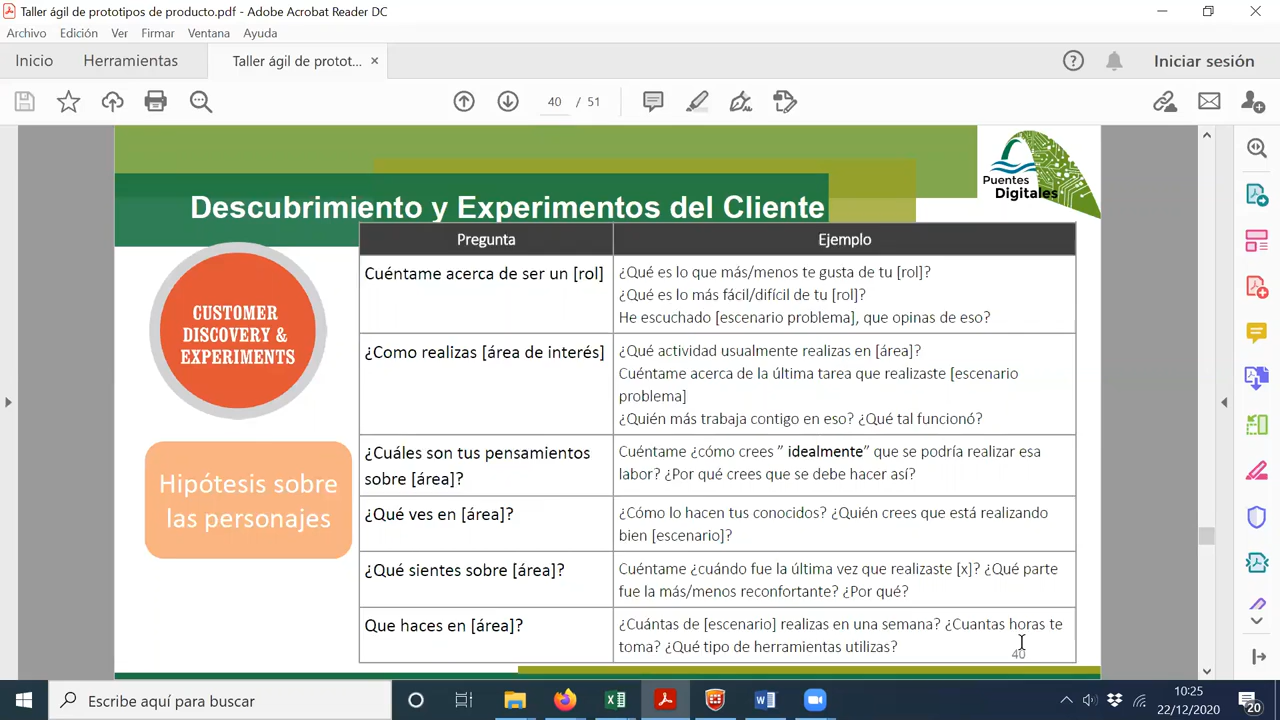 Taller ágil de prototipos de producto.pdf - Adobe Acrobat Reader DC
Archivo Edición Ver Firmar Ventana Ayuda
Inicio Herramientas Taller ágil de protot... × Iniciar sesión
40 / 51
Puentes
Digitales
Descubrimiento y Experimentos del Cliente
CUSTOMER
DISCOVERY &
EXPERIMENTS
Hipótesis sobre
las personajes
Pregunta Ejemplo
Cuéntame acerca de ser un [rol]
¿Qué es lo que más/menos te gusta de tu [rol]?
¿Qué es lo más fácil/difícil de tu [rol]?
He escuchado [escenario problema], que opinas de eso?
¿Como realizas [área de interés]
¿Qué actividad usualmente realizas en [área]?
Cuéntame acerca de la última tarea que realizaste [escenario
problema]
¿Quién más trabaja contigo en eso? ¿Qué tal funcionó?
¿Cuáles son tus pensamientos
sobre [área]?
Cuéntame ¿cómo crees ” idealmente” que se podría realizar esa
labor? ¿Por qué crees que se debe hacer así?
¿Qué ves en [área]?
¿Cómo lo hacen tus conocidos? ¿Quién crees que está realizando
bien [escenario]?
¿Qué sientes sobre [área]?
Cuéntame ¿cuándo fue la última vez que realizaste [x]? ¿Qué parte
fue la más/menos reconfortante? ¿Por qué?
Que haces en [área]?
¿Cuántas de [escenario] realizas en una semana? ¿Cuantas horas te
toma? ¿Qué tipo de herramientas utilizas?
40
Escribe aquí para buscar
10:25
22/12/2020
20